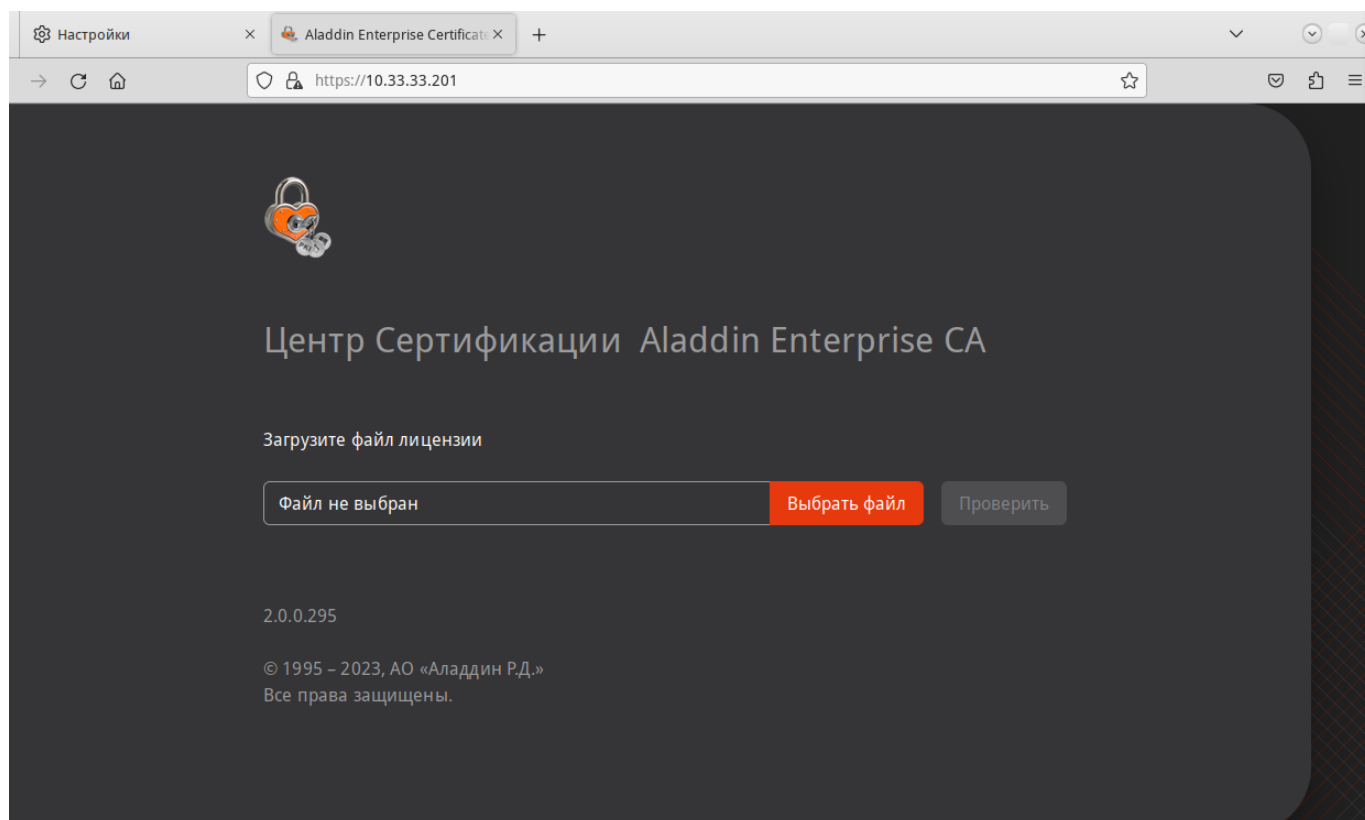 Настройки
Aladdin Enterprise Certificate
https://10.33.33.201
Центр Сертификации Aladdin Enterprise CA
Загрузите файл лицензии
Файл не выбран
Выбрать файл
Проверить
2.0.0.295
© 1995 – 2023, АО «Аладдин Р.Д.»
Все права защищены.